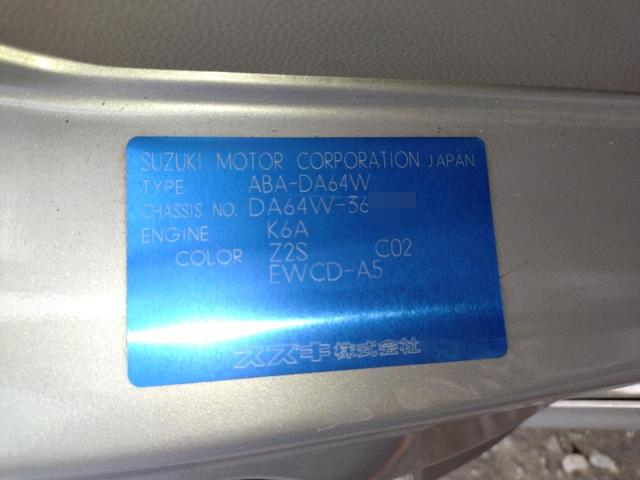 SUZUKI MOTOR CORPORATION JAPAN
TYPE ABA-DA64W
CHASSIS NO. DA64W-36
ENGINE K6A
COLOR Z2S C02
EWCD-A5
スズキ株式会社